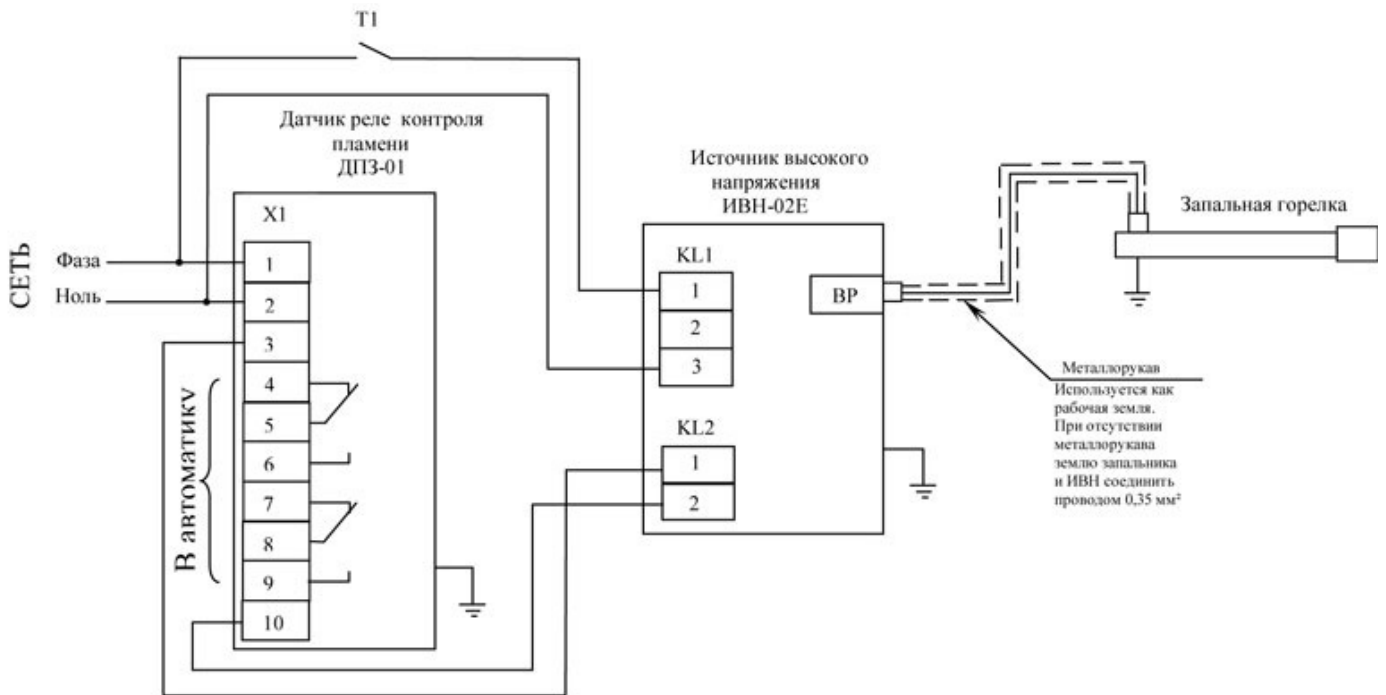 T1
Датчик реле контроля
пламени
ДПЗ-01
X1
СЕТЬ
Фаза
Ноль
1
2
3
4
5
6
7
8
9
10
В автоматику
Источник высокого
напряжения
ИВН-02Е
KL1
1
2
3
ВР
KL2
1
2
Запальная горелка
Металлорукав
Используется как
рабочая земля.
При отсутствии
металлорукава
землю запальника
и ИВН соединить
проводом 0,35 мм²